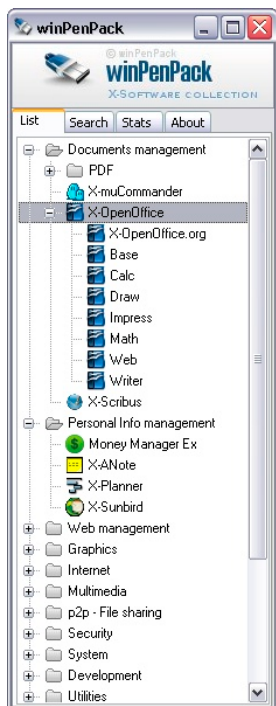 winPenPack
© winPenPack
winPenPack
X-SOFTWARE COLLECTION
List Search Stats About
Documents management
PDF
X-muCommander
X-OpenOffice
X-OpenOffice.org
Base
Calc
Draw
Impress
Math
Web
Writer
X-Scribus
Personal Info management
Money Manager Ex
X-ANote
X-Planner
X-Sunbird
Web management
Graphics
Internet
Multimedia
p2p - File sharing
Security
System
Development
Utilities